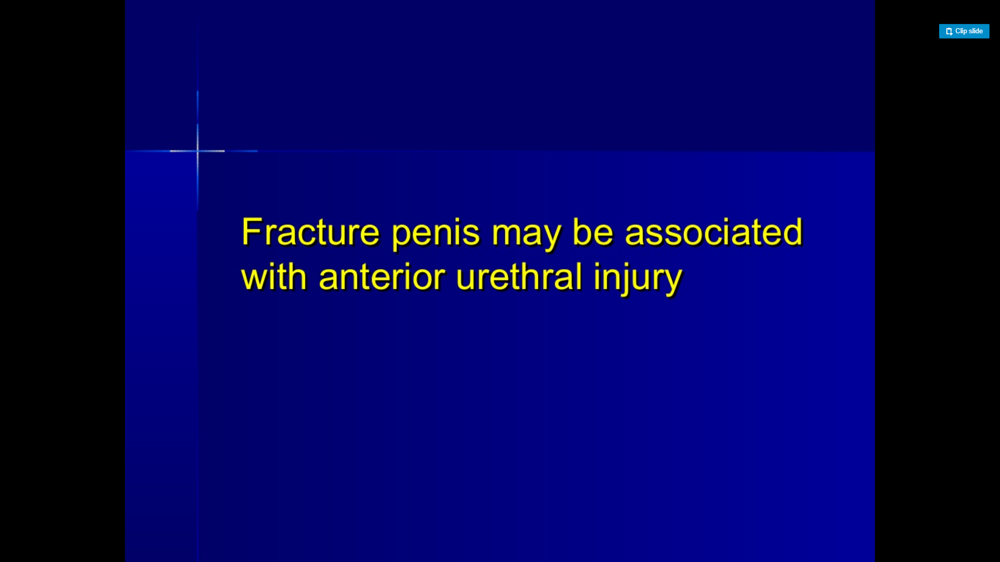 Clip slide
Fracture penis may be associated
with anterior urethral injury